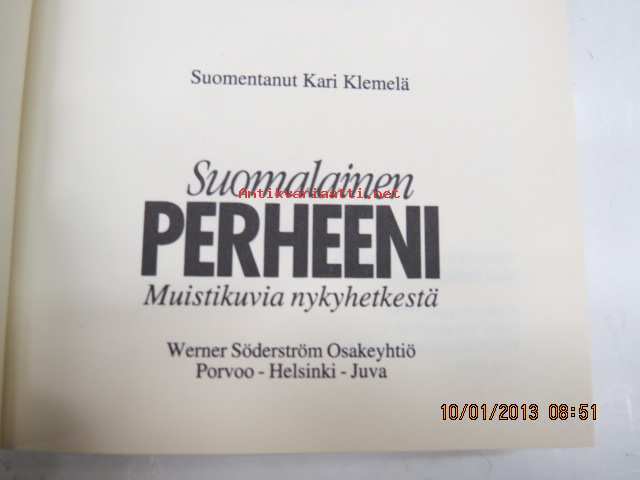 Suomentanut Kari Klemelä
Suomalainen
Antikvariaatti.net
PERHEENI
Muistikuvia nykyhetkestä
Werner Söderström Osakeyhtiö
Porvoo - Helsinki - Juva
10/01/2013 08:51